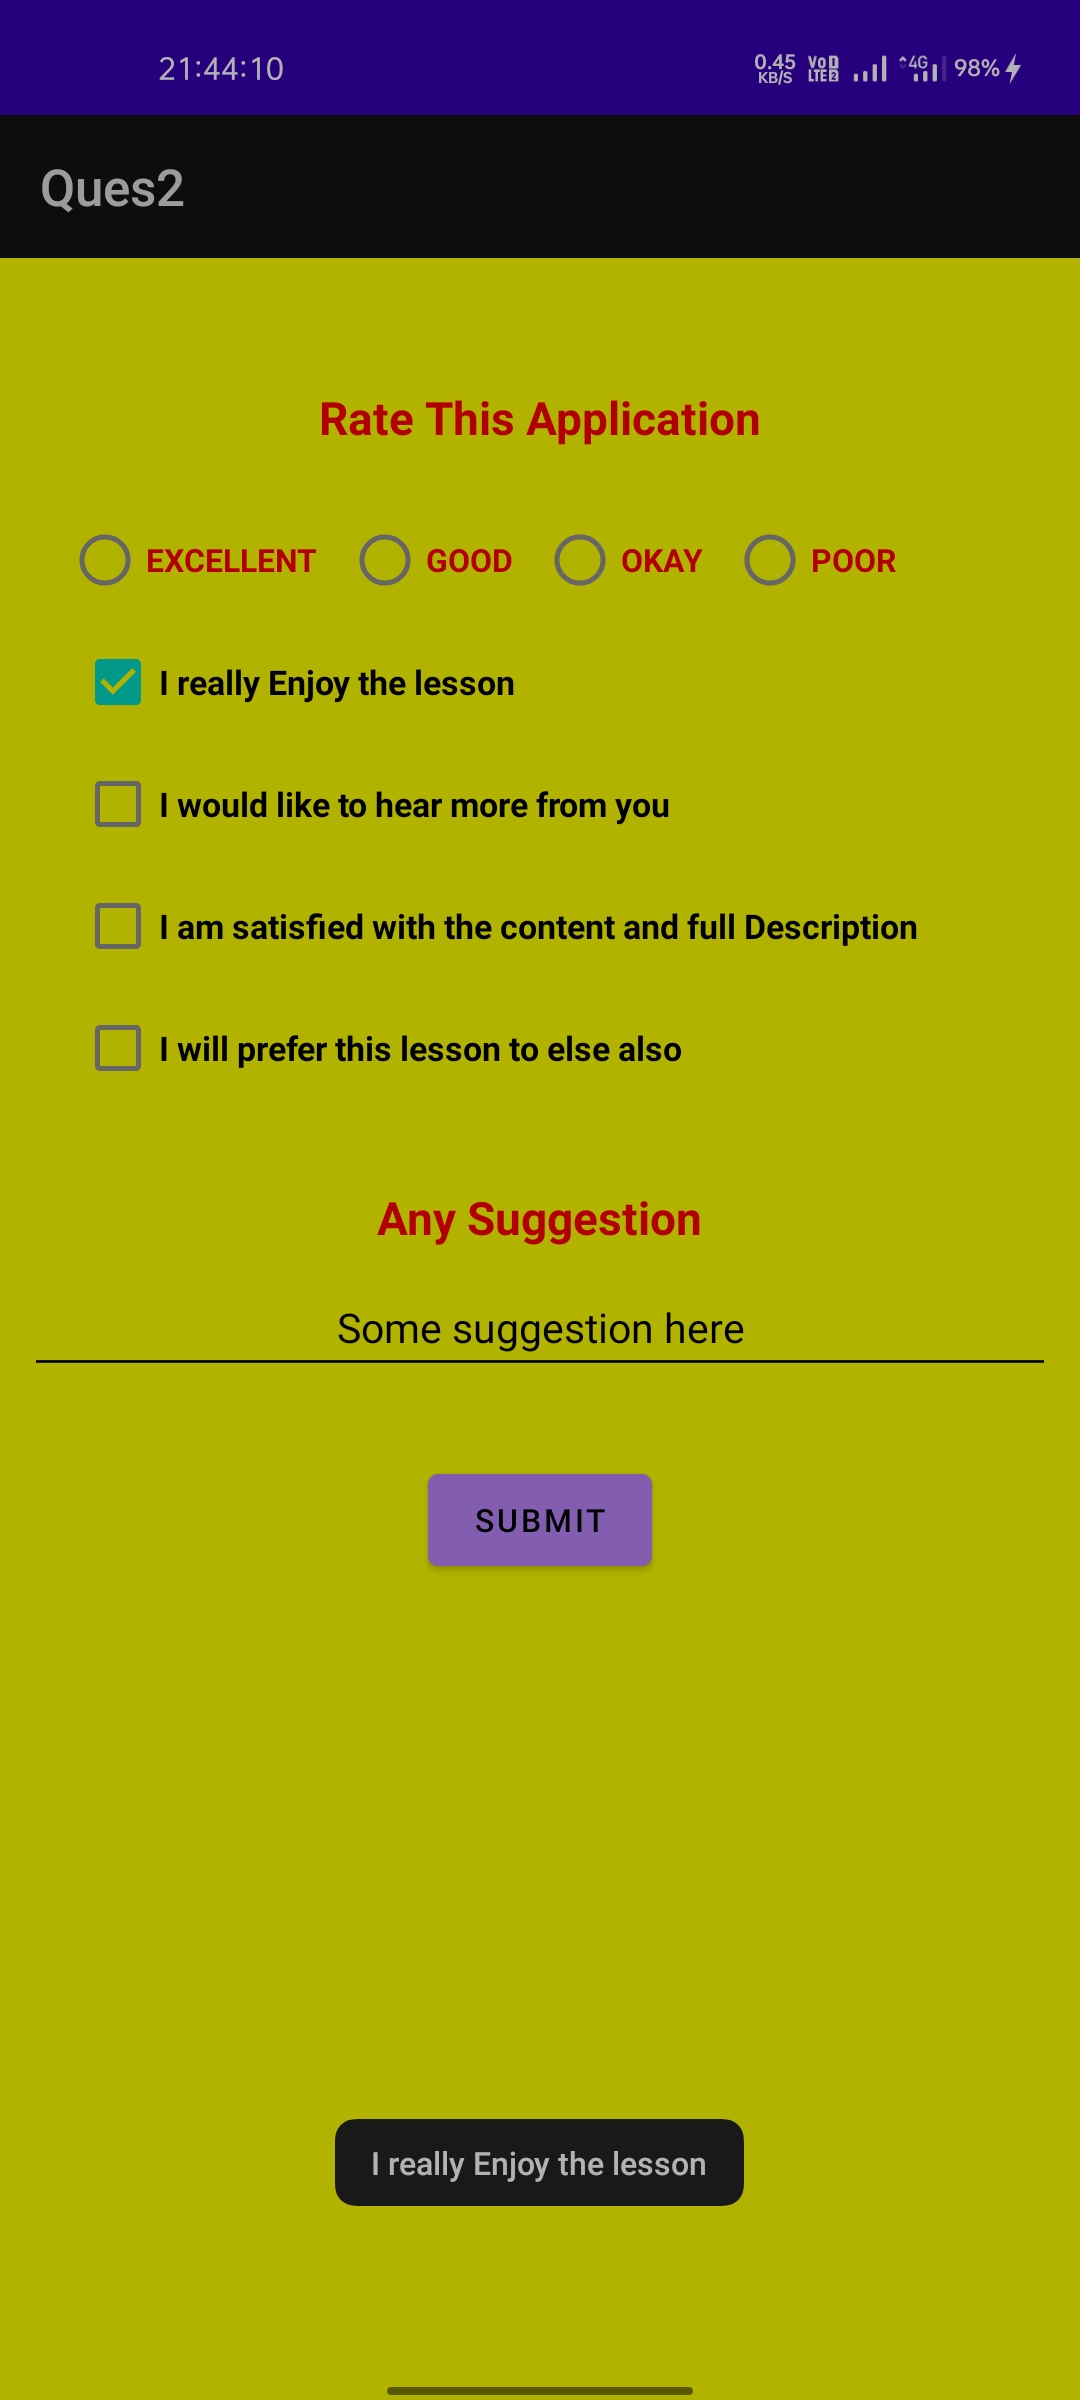 21:44:10 0.45 KB/S VoD LTE2 4G 98%
Ques2
Rate This Application
EXCELLENT GOOD OKAY POOR
I really Enjoy the lesson
I would like to hear more from you
I am satisfied with the content and full Description
I will prefer this lesson to else also
Any Suggestion
Some suggestion here
SUBMIT
I really Enjoy the lesson